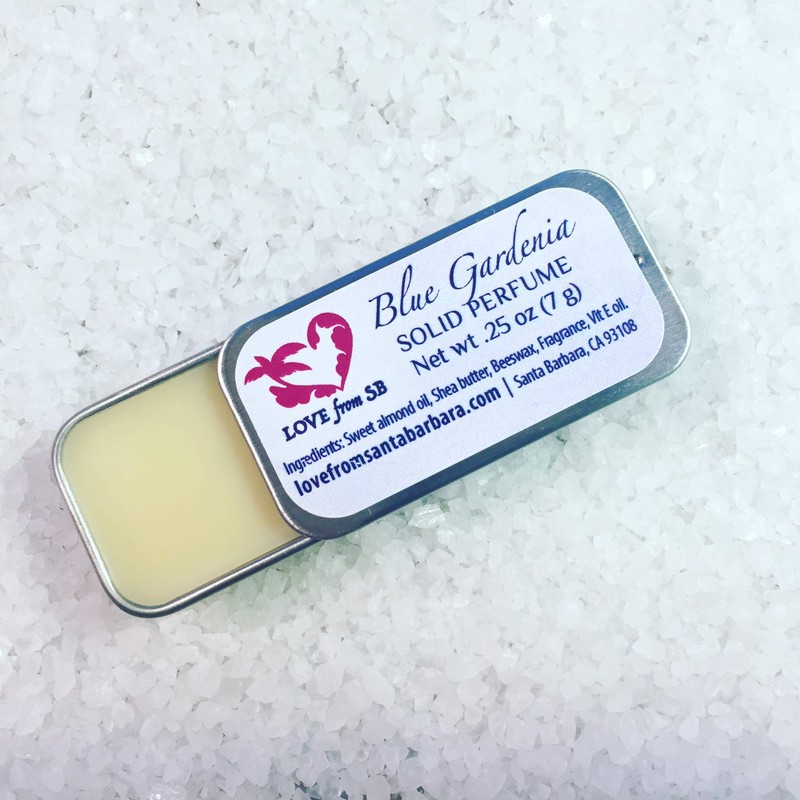 Blue Gardenia
SOLID PERFUME
Net wt .25 oz (7 g)
LOVE from SB
Ingredients: Sweet almond oil, Shea butter, Beeswax, Fragrance, Vit E oil.
lovefromsantabarbara.com | Santa Barbara, CA 93108